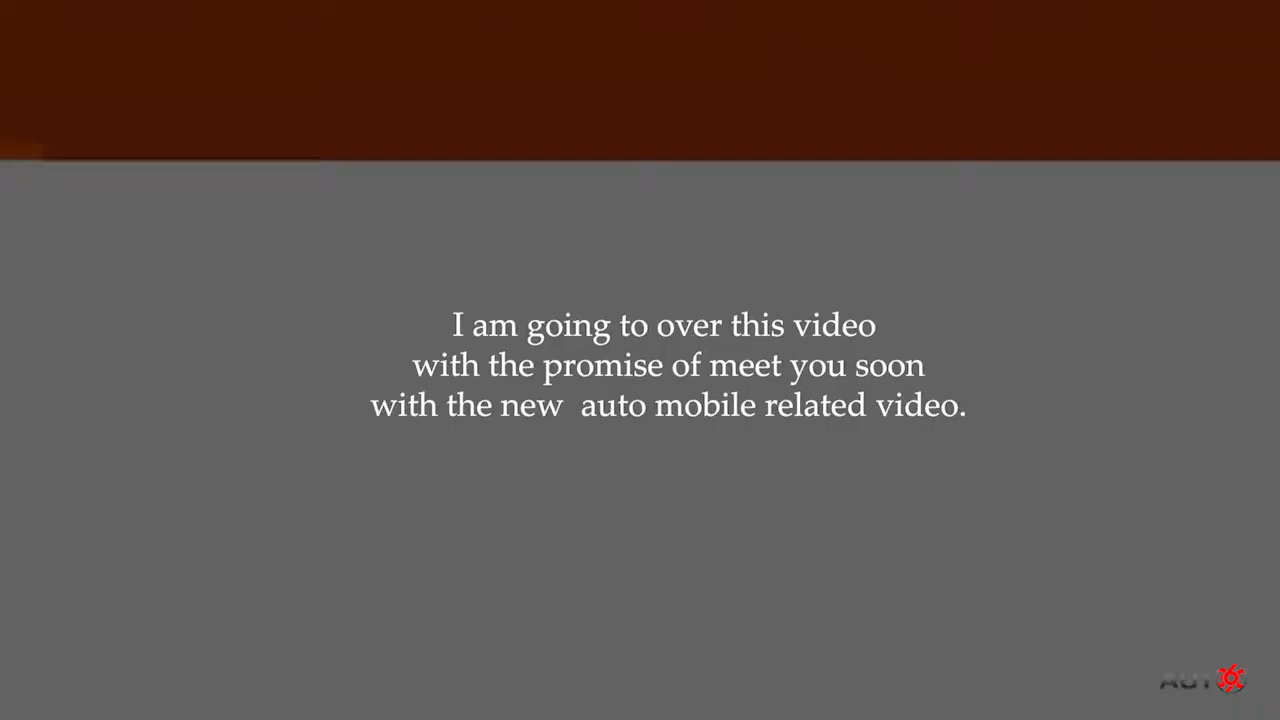 I am going to over this video
with the promise of meet you soon
with the new  auto mobile related video.
AUTO